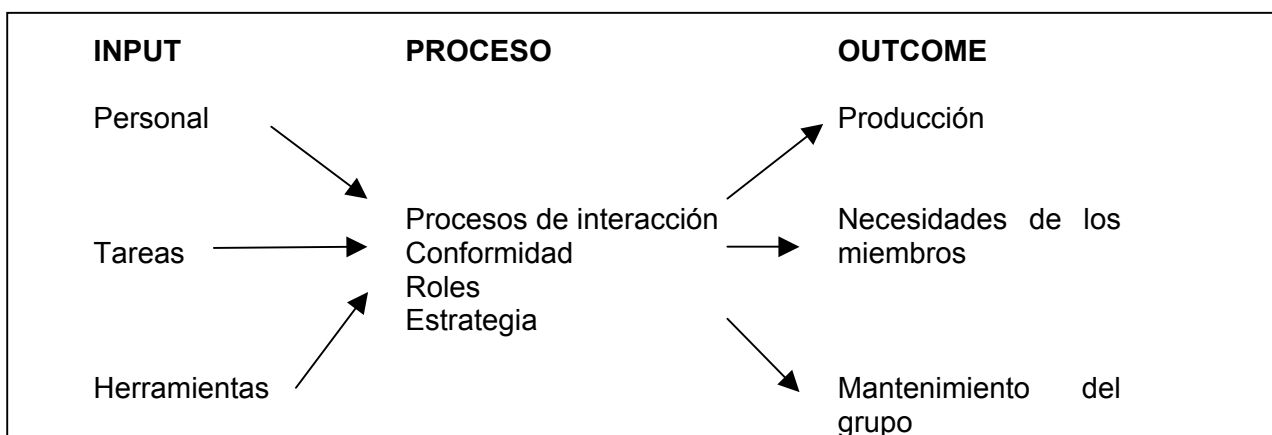 INPUT PROCESO OUTCOME
Personal Producción
Procesos de interacción Necesidades de los
Tareas Conformidad miembros
Roles
Estrategia
Herramientas Mantenimiento del
grupo